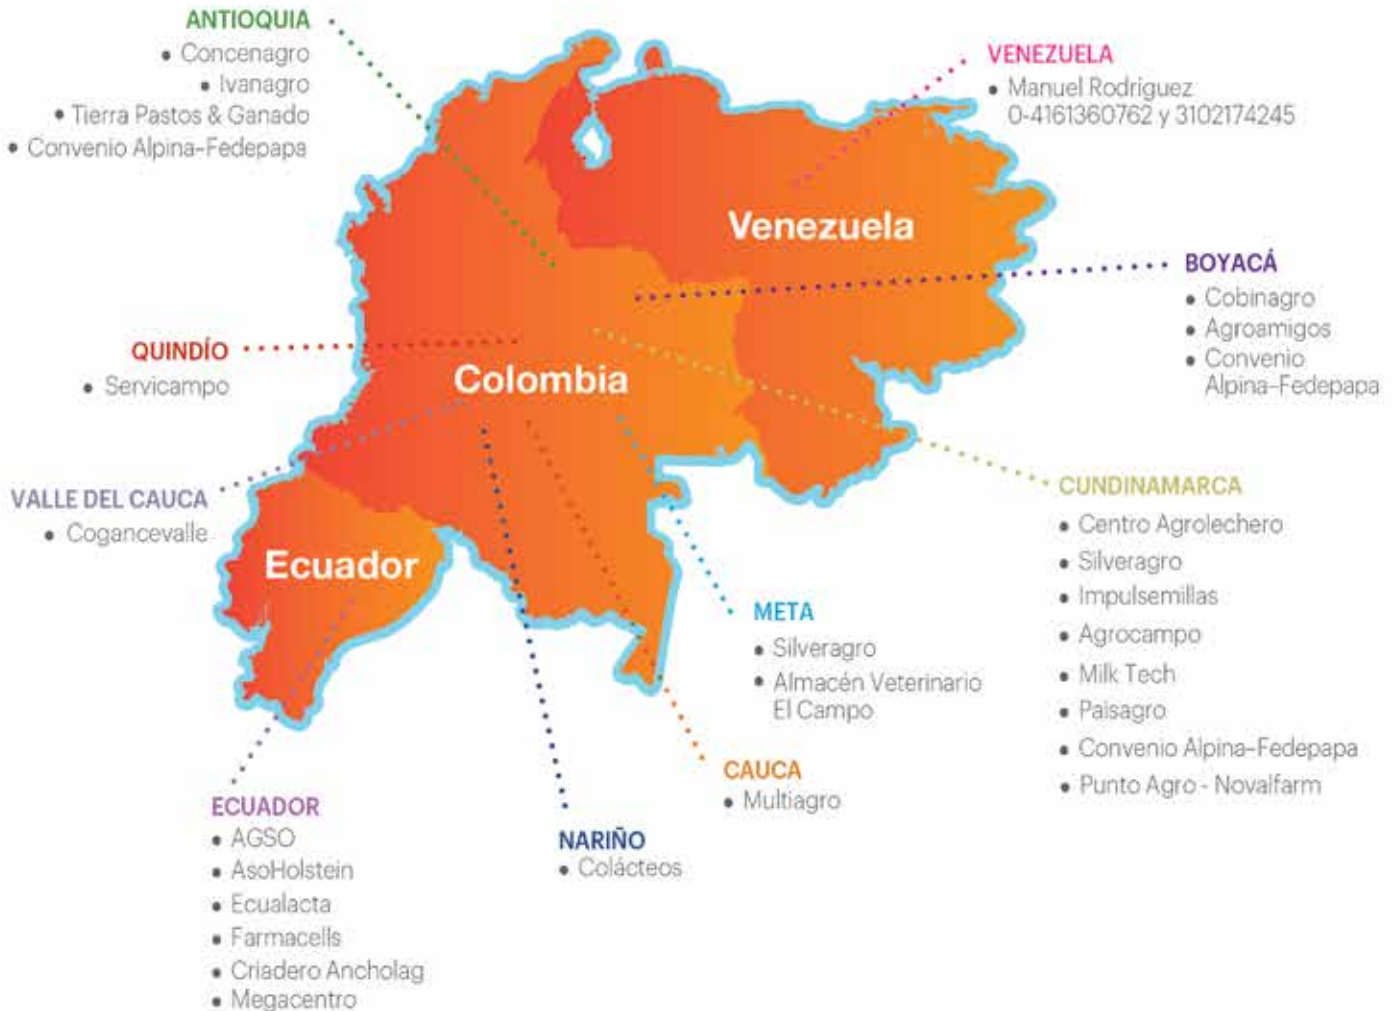 ANTIOQUIA
• Concenagro
• Ivanagro
• Tierra Pastos & Ganado
• Convenio Alpina-Fedepapa
VENEZUELA
• Manuel Rodríguez
0-4161360762 y 3102174245
Venezuela
BOYACÁ
• Cobinagro
• Agroamigos
• Convenio
Alpina-Fedepapa
QUINDÍO
• Servicampo
Colombia
VALLE DEL CAUCA
• Cogancevalle
CUNDINAMARCA
• Centro Agrolechero
• Silveragro
• Impulsemillas
• Agrocampo
• Milk Tech
• Paisagro
• Convenio Alpina-Fedepapa
• Punto Agro - Novalfarm
Ecuador
META
• Silveragro
• Almacén Veterinario
El Campo
CAUCA
• Multiagro
NARIÑO
• Colácteos
ECUADOR
• AGSO
• AsoHolstein
• Ecualacta
• Farmacells
• Criadero Ancholag
• Megacentro